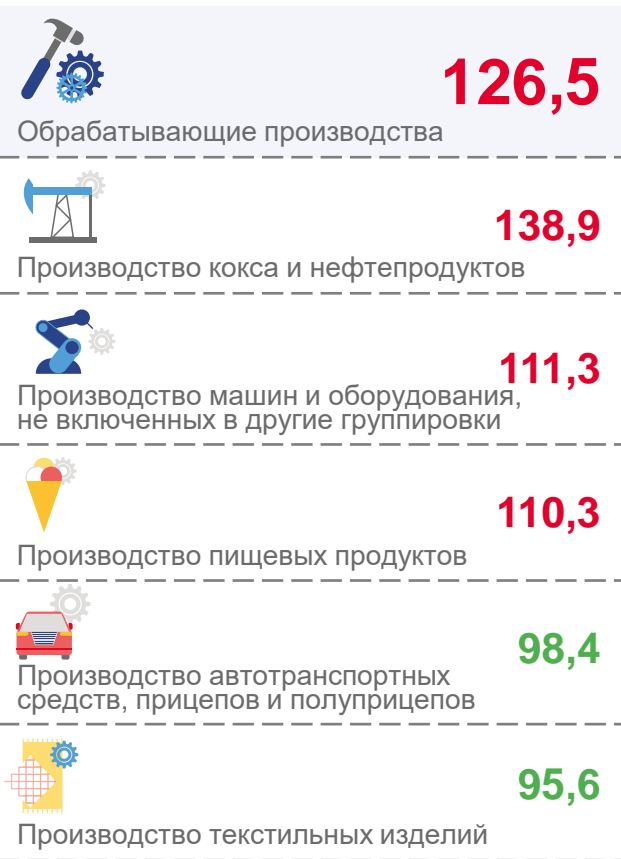 126,5
Обрабатывающие производства
138,9
Производство кокса и нефтепродуктов
111,3
Производство машин и оборудования,
не включенных в другие группировки
110,3
Производство пищевых продуктов
98,4
Производство автотранспортных
средств, прицепов и полуприцепов
95,6
Производство текстильных изделий